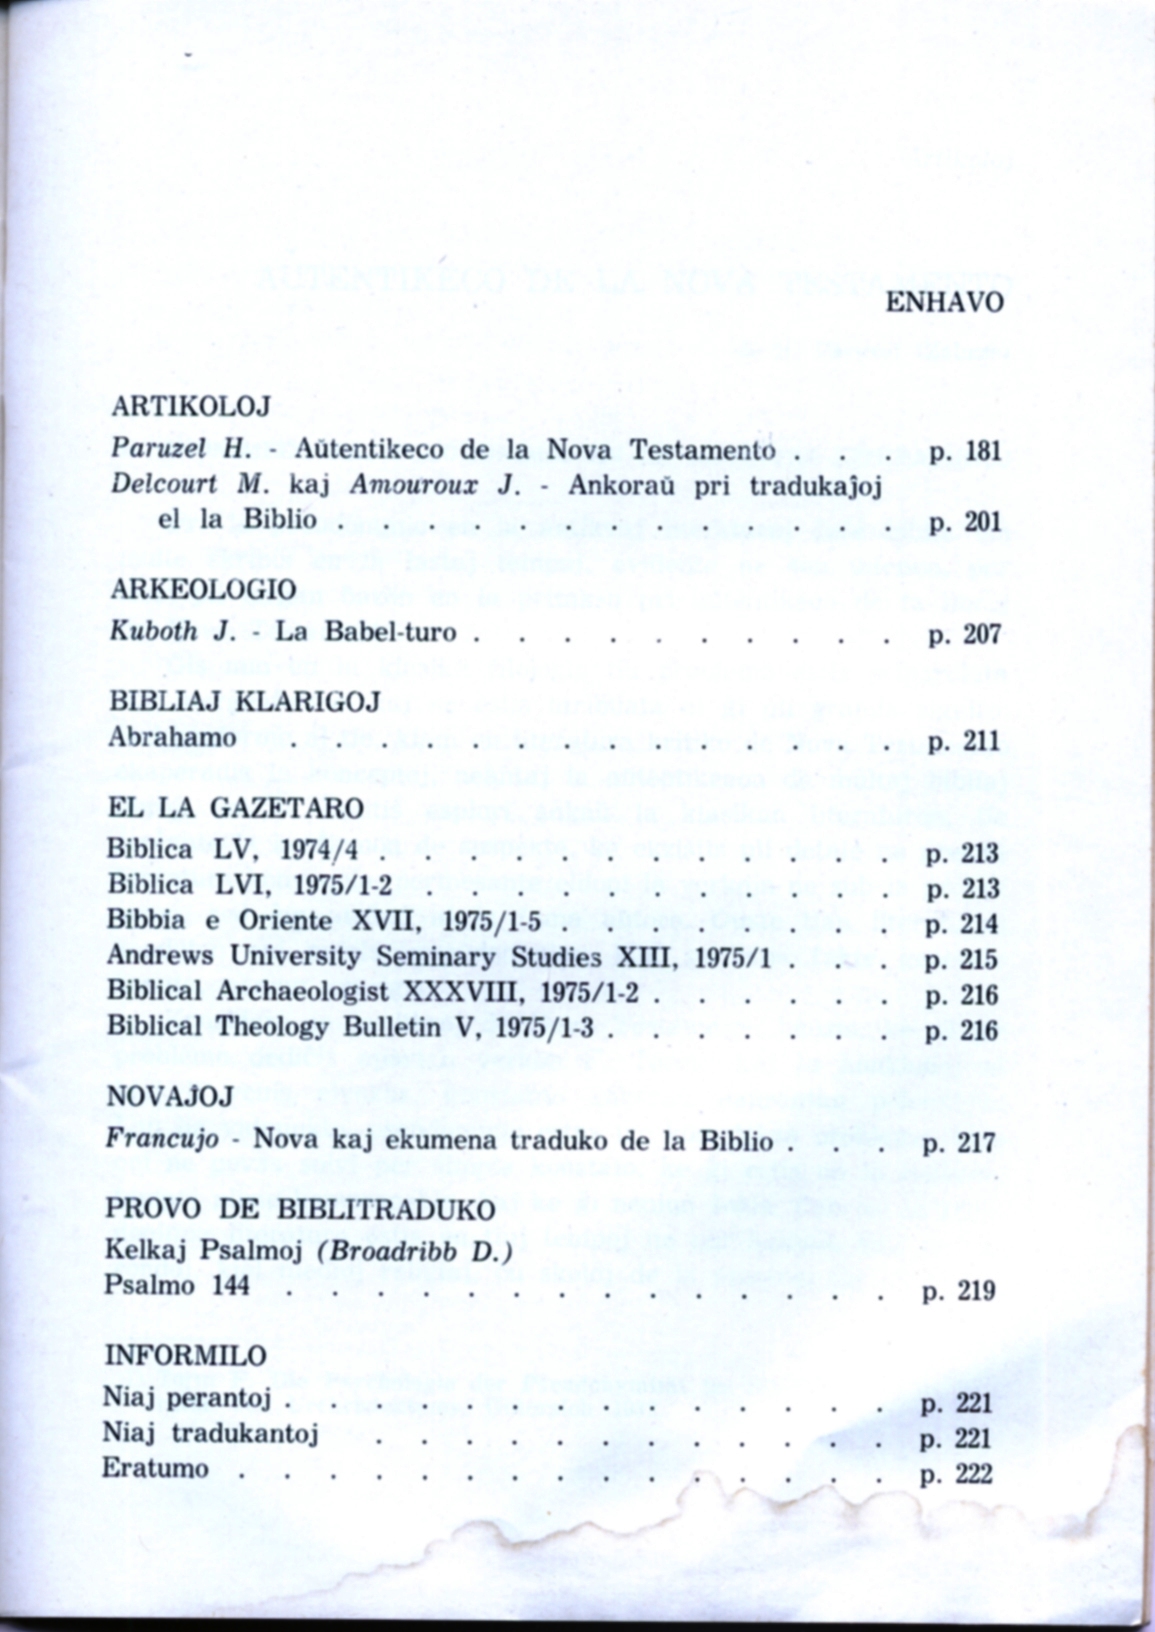 ENHAVO
ARTIKOLOJ
Paruzel H. - Aŭtentikeco de la Nova Testamento . . . p. 181
Delcourt M. kaj Amouroux J. - Ankoraŭ pri tradukaĵoj
el la Biblio . . . . . . . . . . . . . p. 201
ARKEOLOGIO
Kuboth J. - La Babel-turo . . . . . . . . . . p. 207
BIBLIAJ KLARIGOJ
Abrahamo . . . . . . . . . . . . . . p. 211
EL LA GAZETARO
Biblica LV, 1974/4 . . . . . . . . . . . . p. 213
Biblica LVI, 1975/1-2 . . . . . . . . . . . p. 213
Bibbia e Oriente XVII, 1975/1-5 . . . . . . . . p. 214
Andrews University Seminary Studies XIII, 1975/1 . . . p. 215
Biblical Archaeologist XXXVIII, 1975/1-2 . . . . . . p. 216
Biblical Theology Bulletin V, 1975/1-3 . . . . . . p. 216
NOVAĴOJ
Francujo - Nova kaj ekumena traduko de la Biblio . . . p. 217
PROVO DE BIBLITRADUKO
Kelkaj Psalmoj (Broadribb D.)
Psalmo 144 . . . . . . . . . . . . . . p. 219
INFORMILO
Niaj perantoj . . . . p. 221
Niaj tradukantoj . . . . . . . . . . . . p. 221
Eratumo . . . . . . . . . . . . . . . p. 222